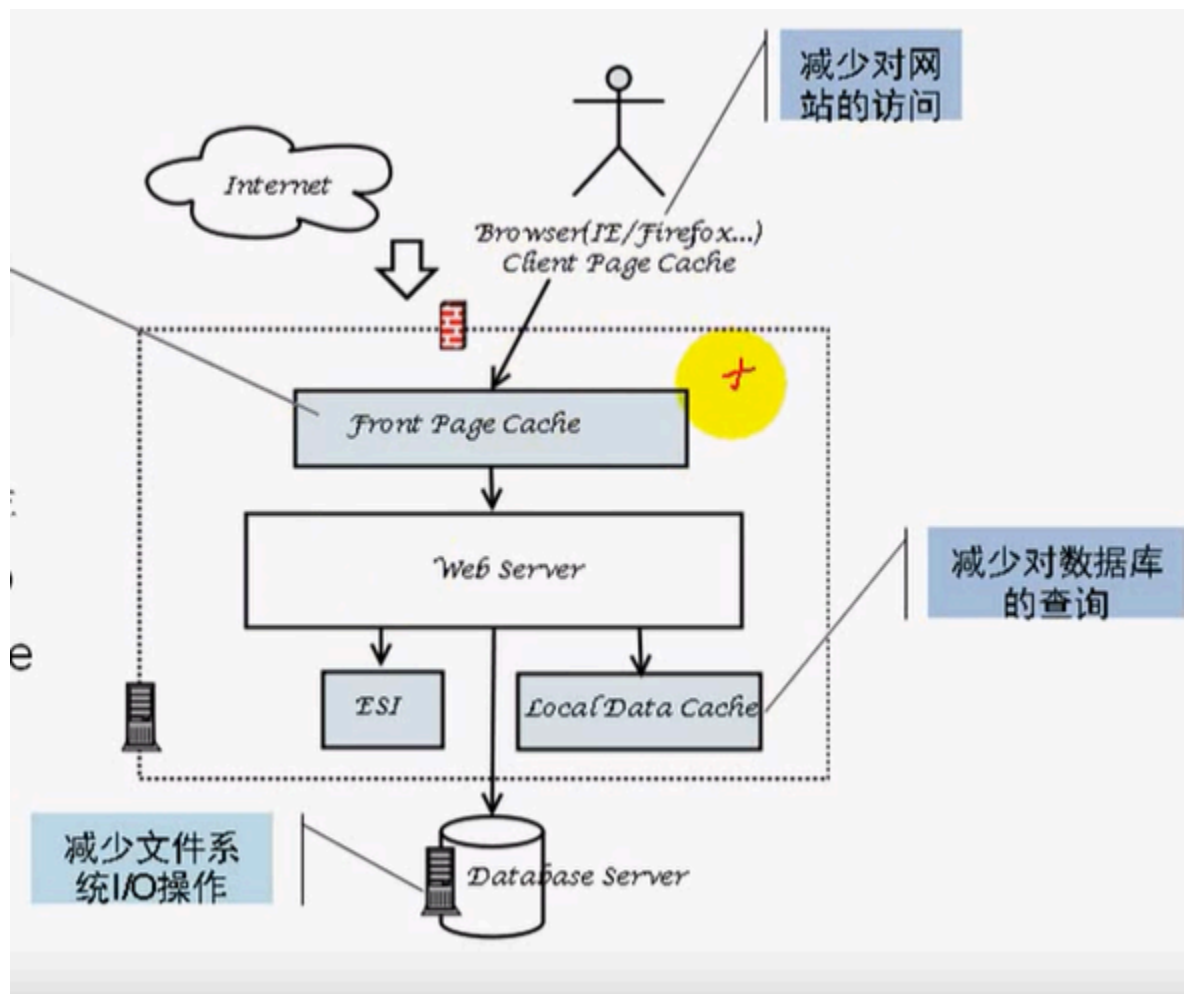 减少对网
站的访问
Internet
Browser(IE/Firefox...)
Client Page Cache
Front Page Cache
Web Server
减少对数据库
的查询
e
ESI
Local Data Cache
减少文件系
统I/O操作
Database Server